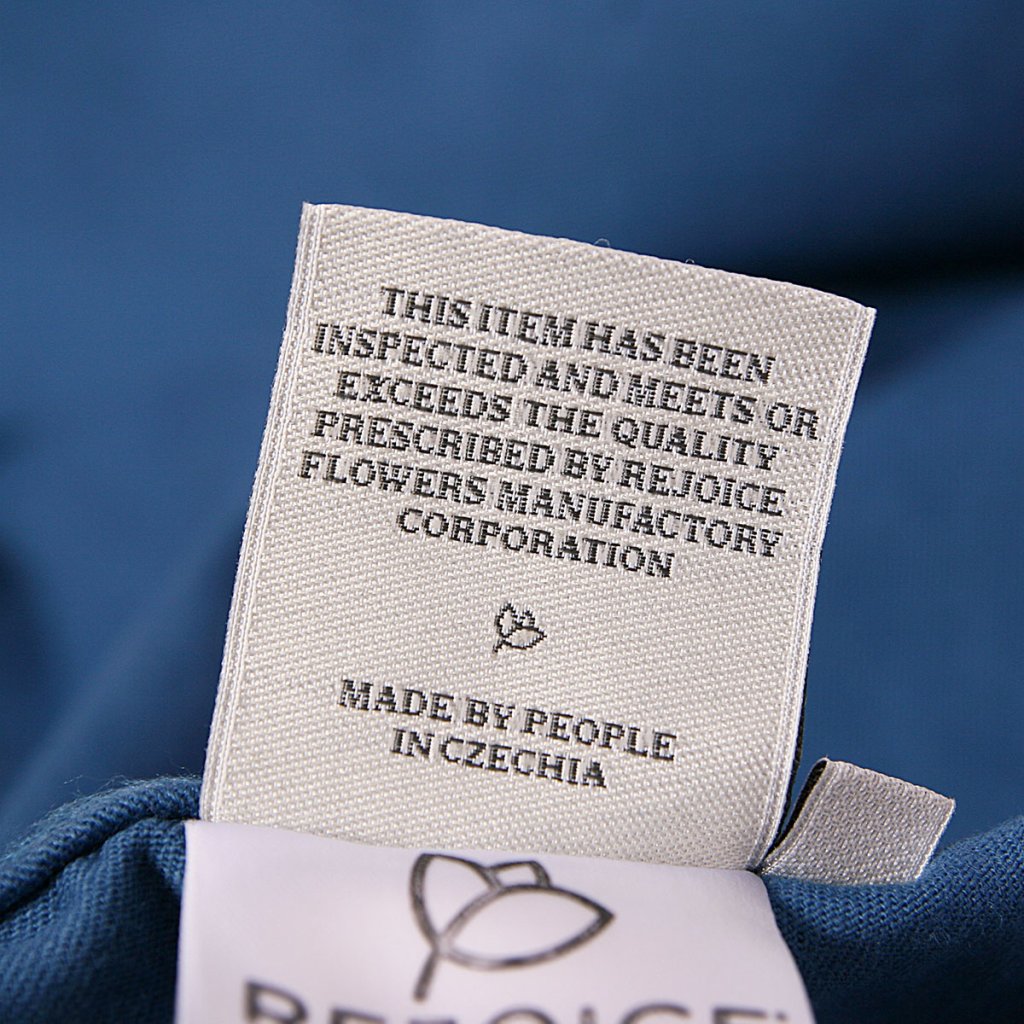 THIS ITEM HAS BEEN
INSPECTED AND MEETS OR
EXCEEDS THE QUALITY
PRESCRIBED BY REJOICE
FLOWERS MANUFACTORY
CORPORATION
MADE BY PEOPLE
IN CZECHIA
REJOICE